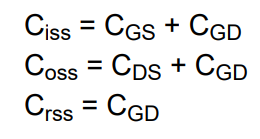 Ciss = CGS + CGD
Coss = CDS + CGD
Crss = CGD